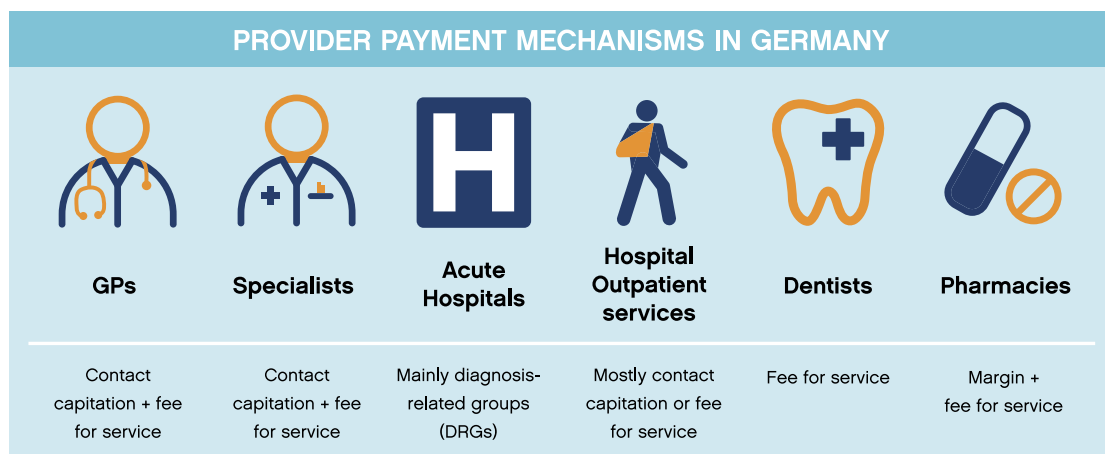 PROVIDER PAYMENT MECHANISMS IN GERMANY
H
GPs
Specialists
Acute
Hospitals
Hospital
Outpatient
services
Dentists
Pharmacies
Contact
capitation + fee
for service
Contact
capitation + fee
for service
Mainly diagnosis-
related groups
(DRGs)
Mostly contact
capitation or fee
for service
Fee for service
Margin +
fee for service